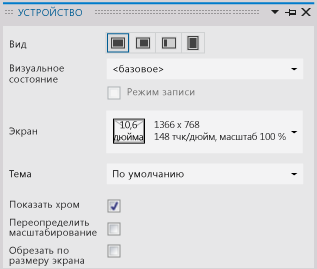 УСТРОЙСТВО
Вид
Визуальное
состояние
<базовое>
Режим записи
Экран
10,6
дюйма
1366 x 768
148 тчк/дюйм, масштаб 100 %
Тема
По умолчанию
Показать хром
Переопределить
масштабирование
Обрезать по
размеру экрана